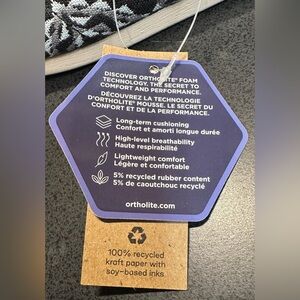 DISCOVER ORTHOLITE® FOAM
TECHNOLOGY. THE SECRET TO
COMFORT AND PERFORMANCE.
DÉCOUVREZ LA TECHNOLOGIE
D'ORTHOLITE® MOUSSE. LE SECRET DU
CONFORT ET DE LA PERFORMANCE.
Long-term cushioning
Confort et amorti longue durée
High-level breathability
Haute respirabilité
Lightweight comfort
Légère et confortable
5% recycled rubber content
5% de caoutchouc recyclé
ortholite.com
100% recycled
kraft paper with
soy-based inks